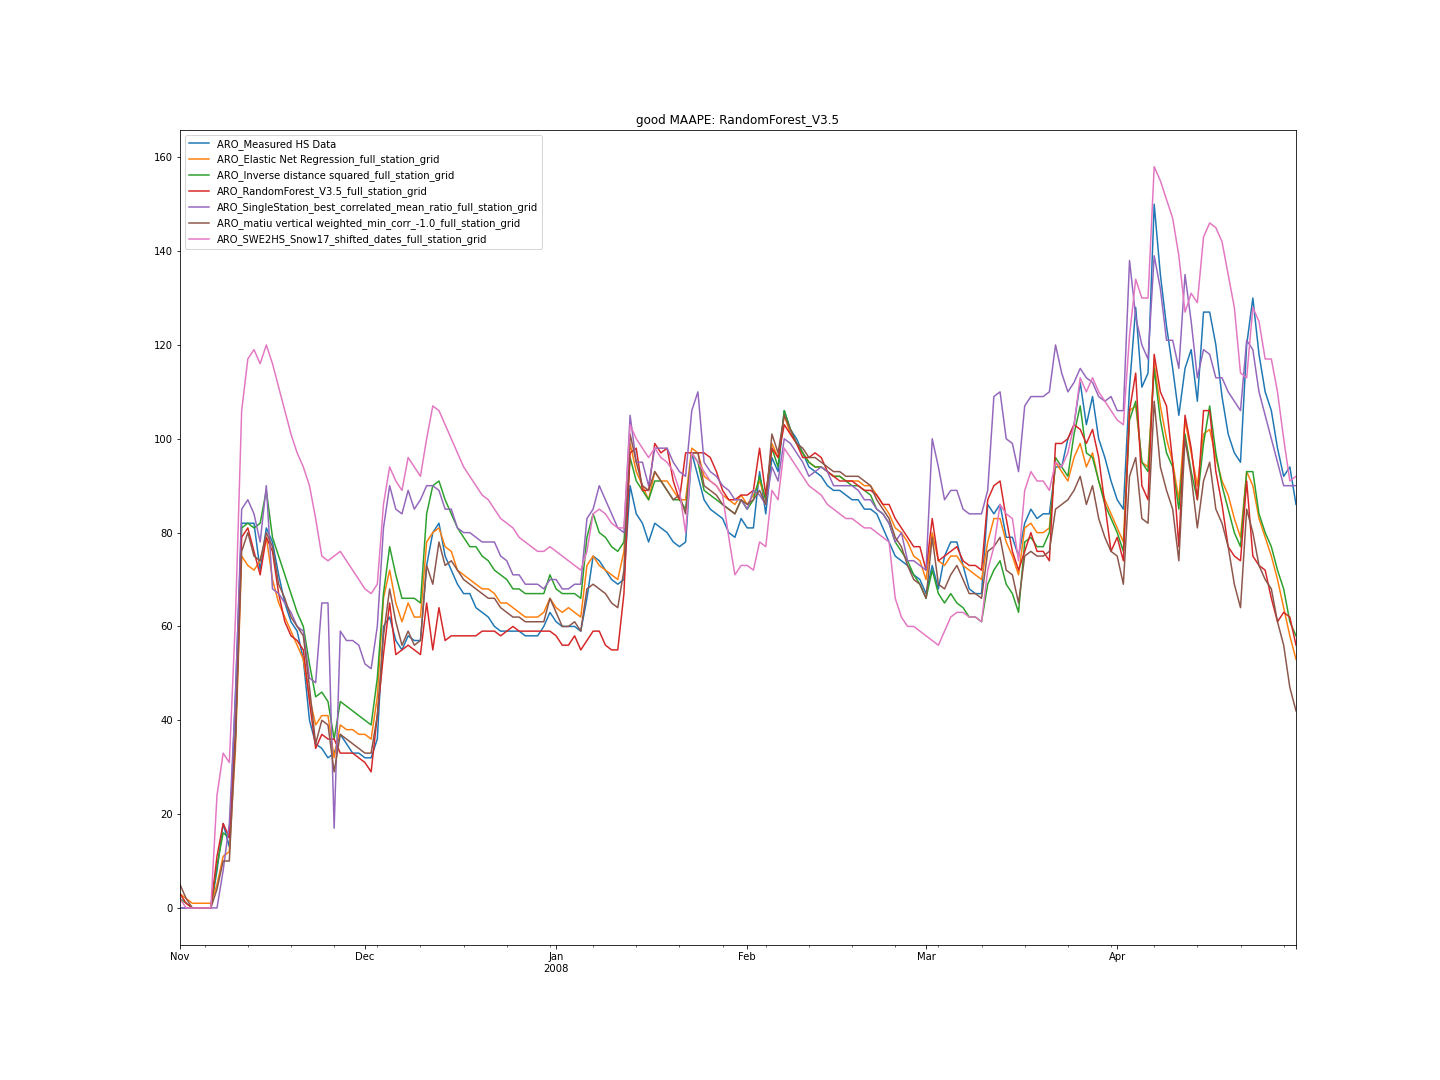 good MAAPE: RandomForest_V3.5
ARO_Measured HS Data
ARO_Elastic Net Regression_full_station_grid
ARO_Inverse distance squared_full_station_grid
ARO_RandomForest_V3.5_full_station_grid
ARO_SingleStation_best_correlated_mean_ratio_full_station_grid
ARO_matiu vertical weighted_min_corr_-1.0_full_station_grid
ARO_SWE2HS_Snow17_shifted_dates_full_station_grid
160
140
120
100
80
60
40
20
0
Nov Dec Jan Feb Mar Apr
2008